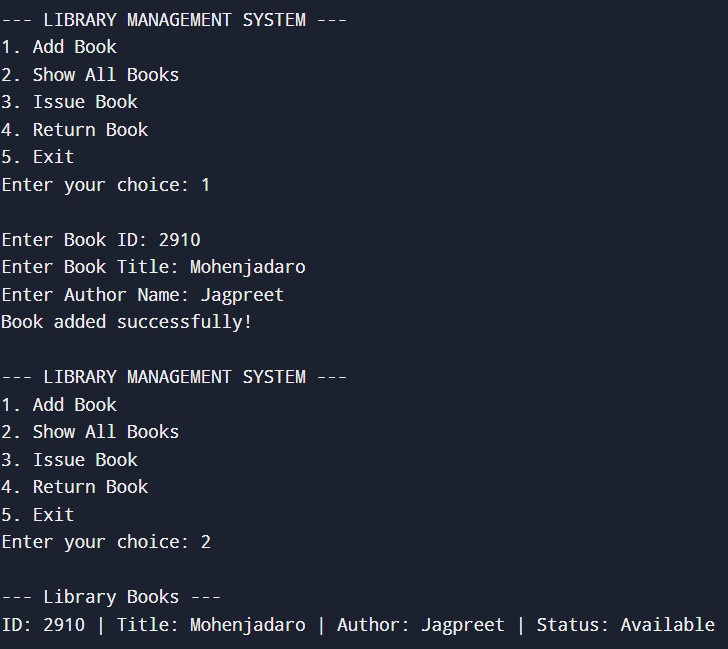 --- LIBRARY MANAGEMENT SYSTEM ---
1. Add Book
2. Show All Books
3. Issue Book
4. Return Book
5. Exit
Enter your choice: 1
Enter Book ID: 2910
Enter Book Title: Mohenjadaro
Enter Author Name: Jagpreet
Book added successfully!
--- LIBRARY MANAGEMENT SYSTEM ---
1. Add Book
2. Show All Books
3. Issue Book
4. Return Book
5. Exit
Enter your choice: 2
--- Library Books ---
ID: 2910 | Title: Mohenjadaro | Author: Jagpreet | Status: Available